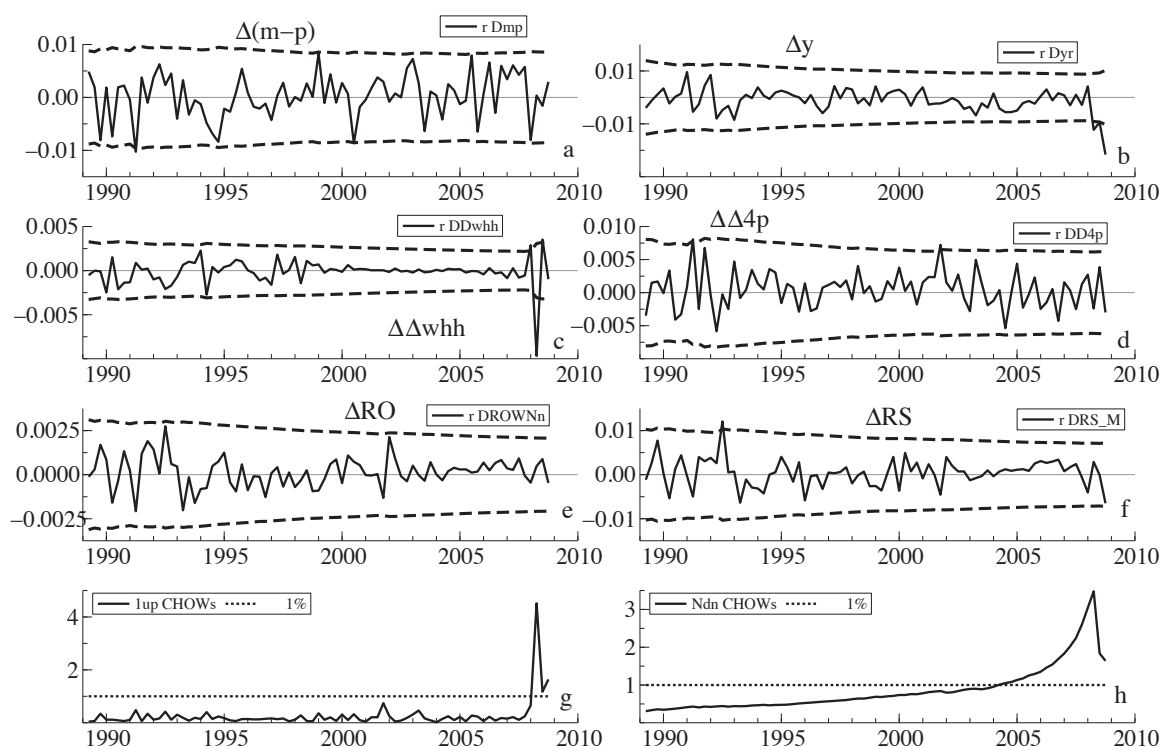 Δ(m−p)
r Dmp
0.01
0.00
−0.01
a
1990 1995 2000 2005 2010
Δy
r Dyr
0.01
−0.01
b
1990 1995 2000 2005 2010
r DDwhh
0.005
0.000
−0.005
ΔΔwhh
c
1990 1995 2000 2005 2010
ΔΔ4p
r DD4p
0.010
0.005
0.000
−0.005
d
1990 1995 2000 2005 2010
ΔRO
r DROWNn
0.0025
0.0000
−0.0025
e
1990 1995 2000 2005 2010
ΔRS
r DRS_M
0.01
0.00
−0.01
f
1990 1995 2000 2005 2010
1up CHOWs 1%
4
2
g
1990 1995 2000 2005 2010
Ndn CHOWs 1%
3
2
1
h
1990 1995 2000 2005 2010